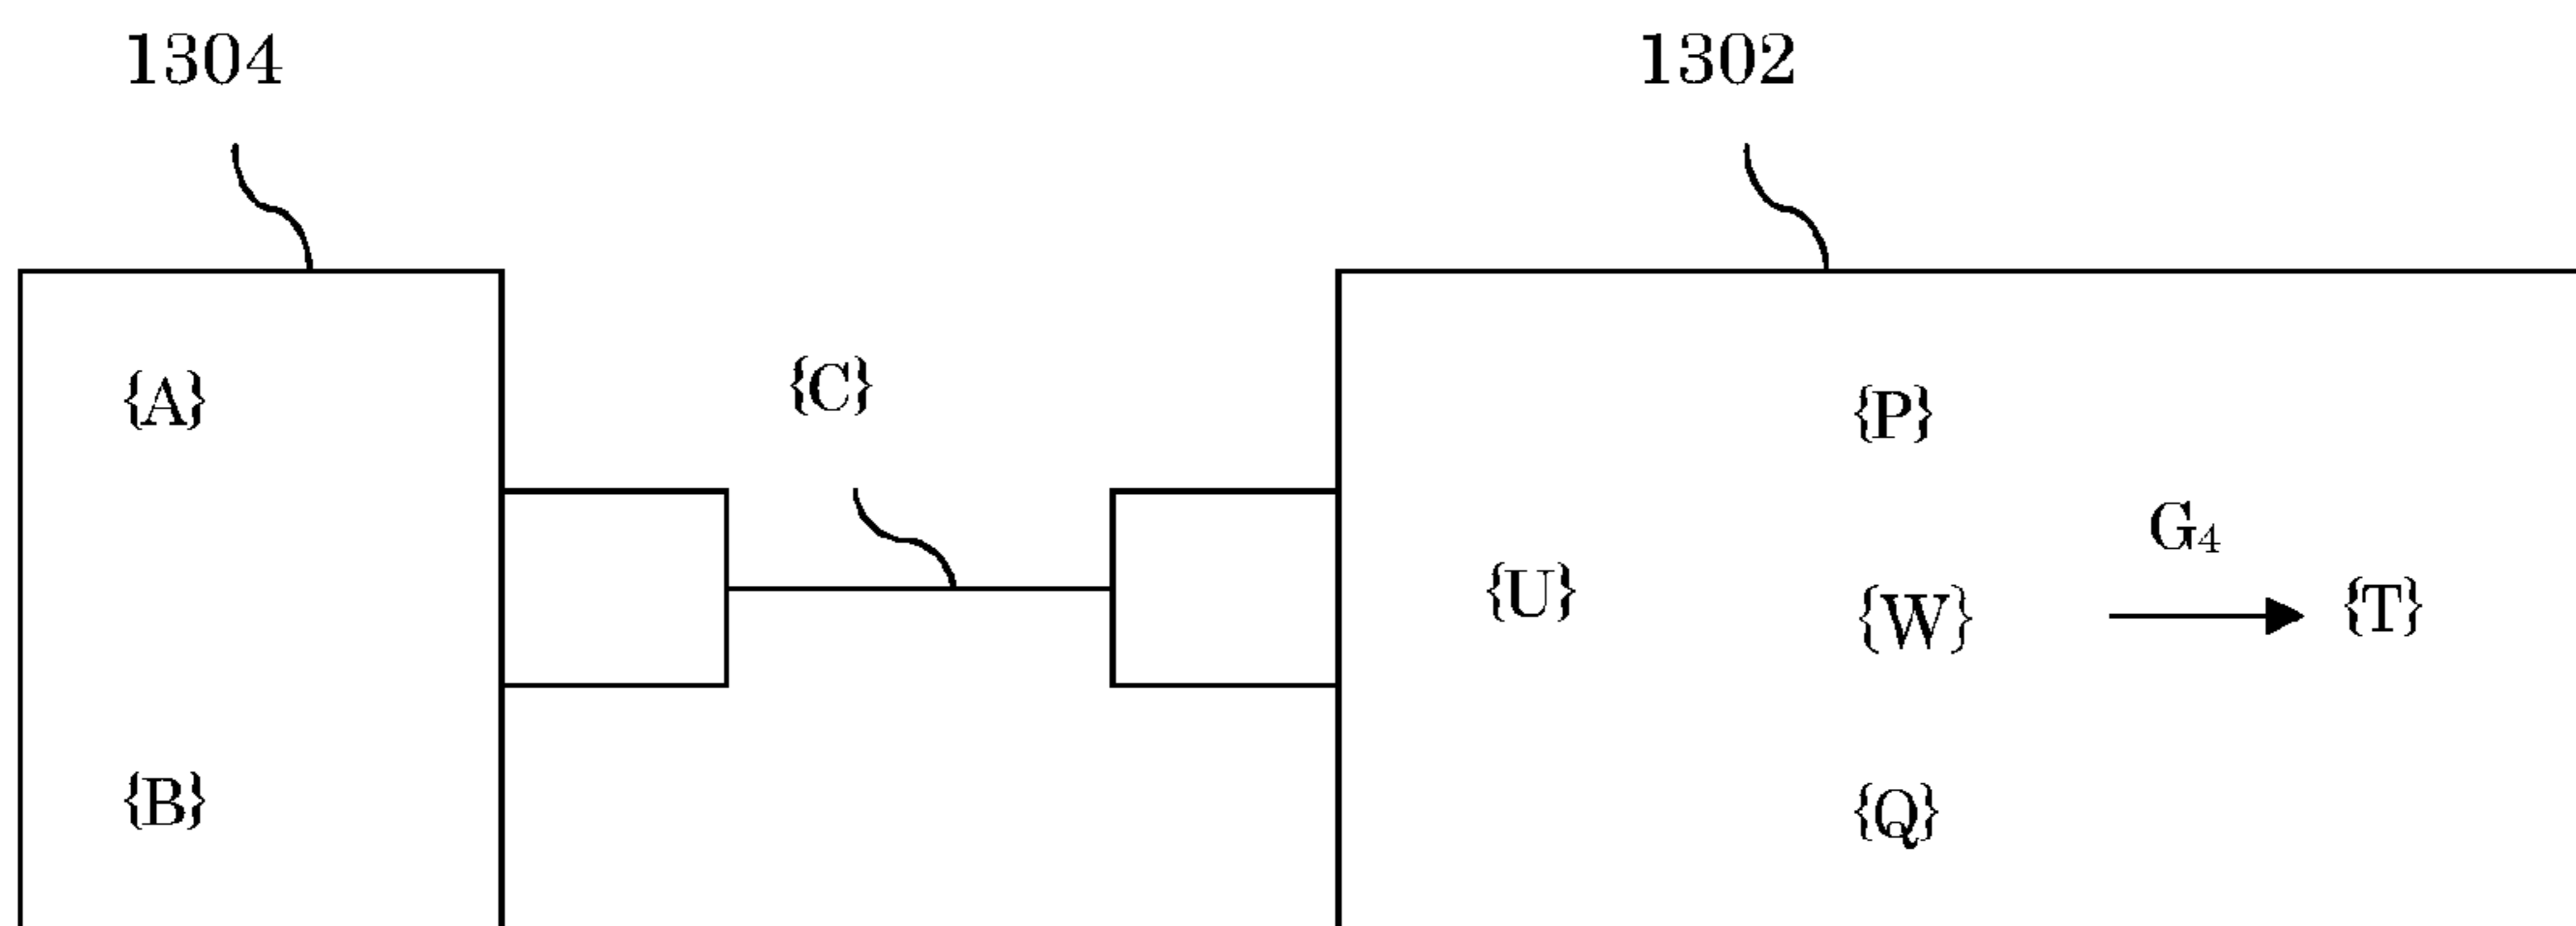 1304
1302
{A}
{C}
{P}
G₄
{U}
{W}
{T}
{B}
{Q}